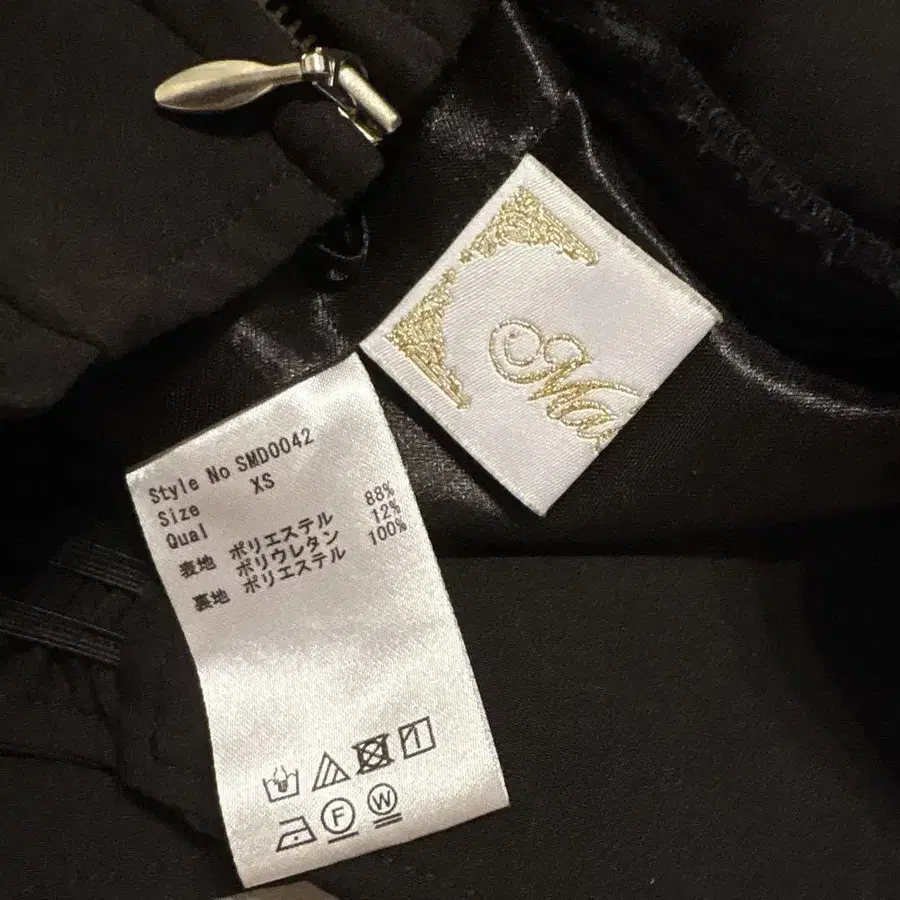 Ma
Style No SMD0042
Size XS
Qual
表地 ポリエステル 88%
ポリウレタン 12%
裏地 ポリエステル 100%
F W